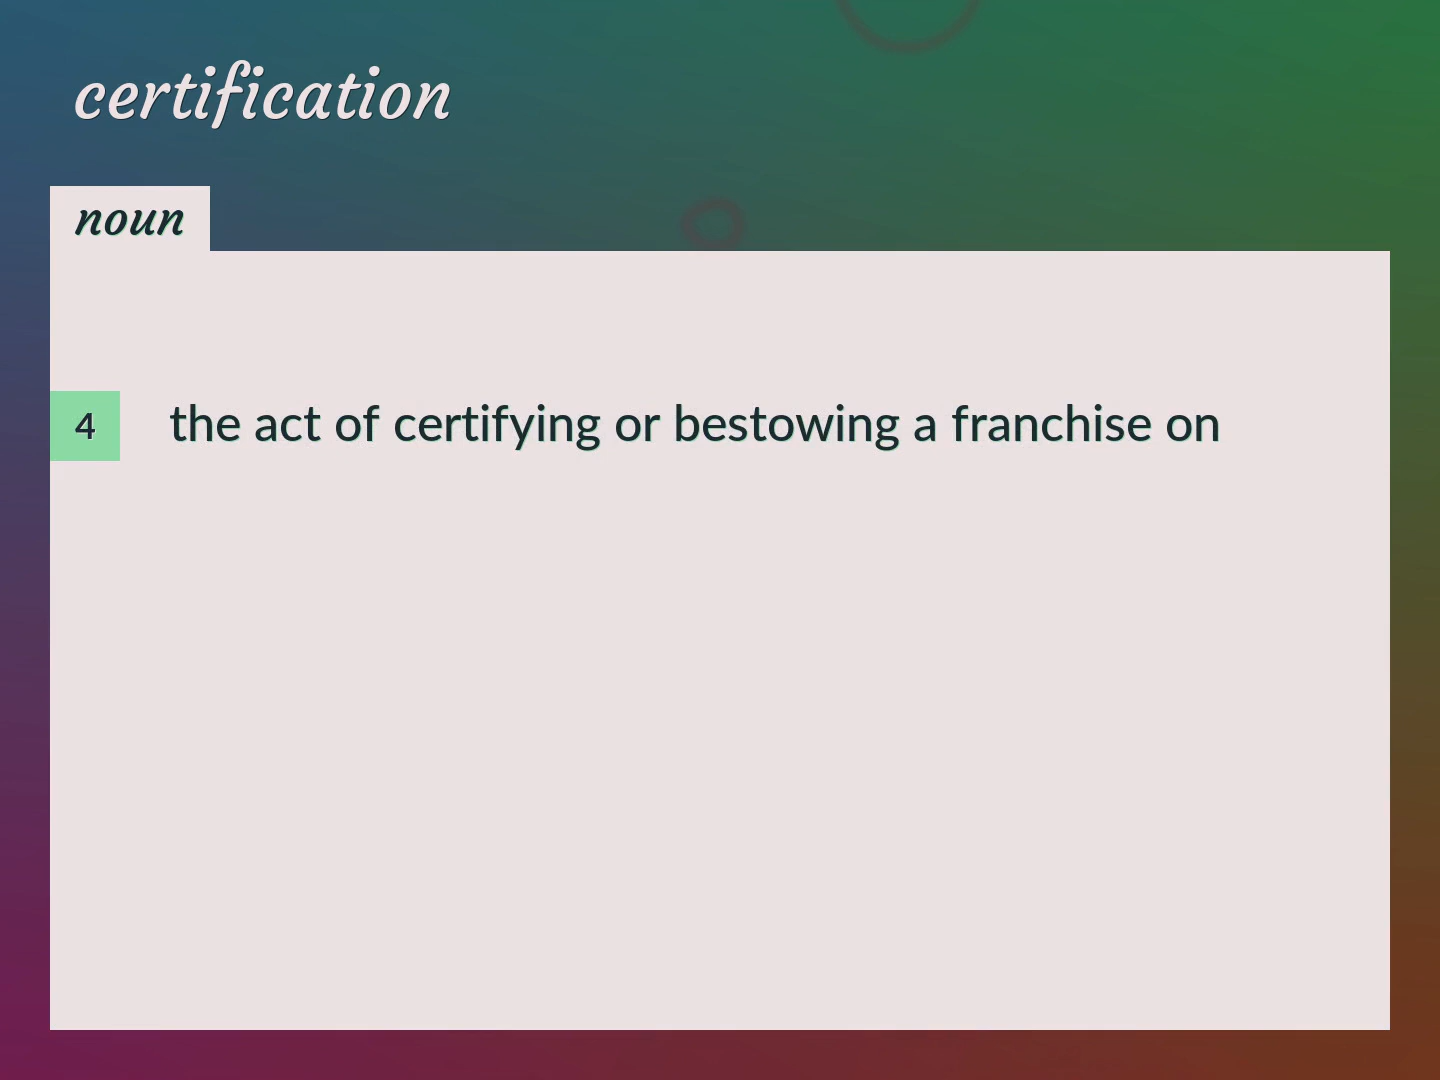 certification
noun
4 the act of certifying or bestowing a franchise on